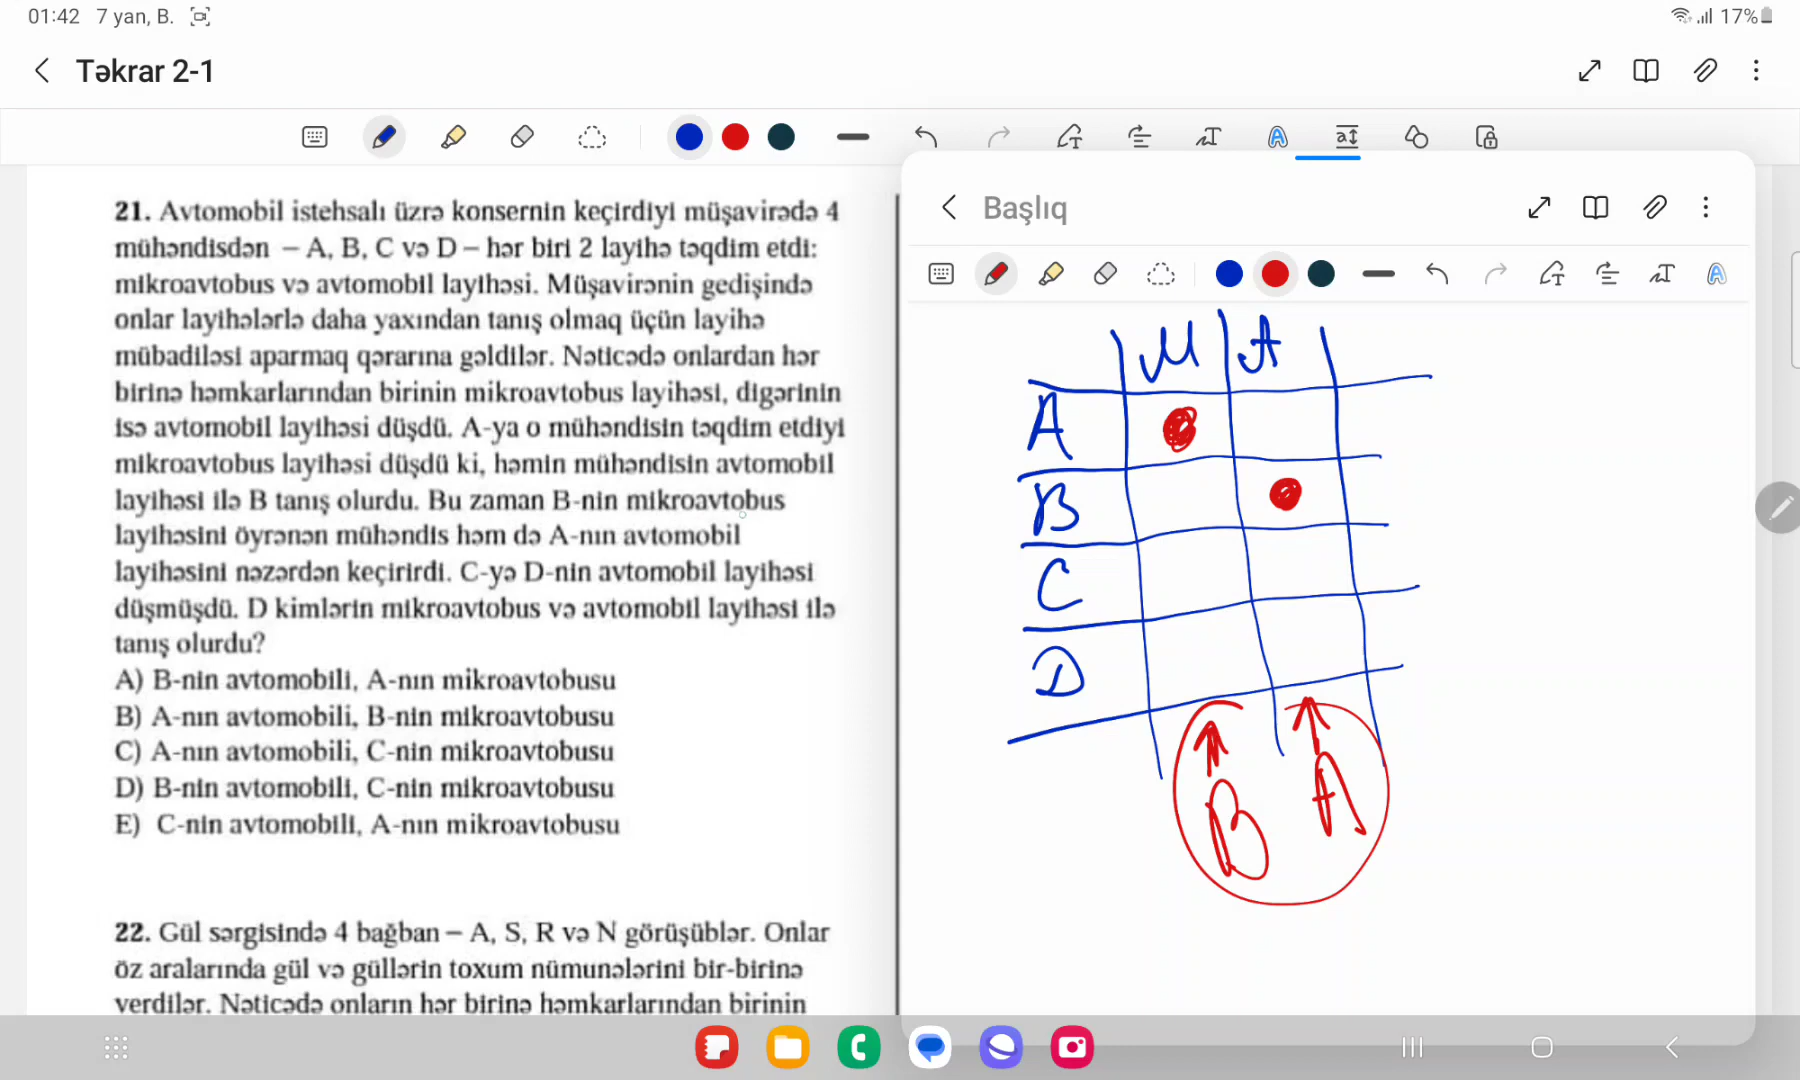 01:42 7 yan, B. 17%
Təkrar 2-1
21. Avtomobil istehsalı üzrə konsernin keçirdiyi müşavirədə 4
mühəndisdən – A, B, C və D – hər biri 2 layihə təqdim etdi:
mikroavtobus və avtomobil layihəsi. Müşavirənin gedişində
onlar layihələrlə daha yaxından tanış olmaq üçün layihə
mübadiləsi aparmaq qərarına gəldilər. Nəticədə onlardan hər
birinə həmkarlarından birinin mikroavtobus layihəsi, digərinin
isə avtomobil layihəsi düşdü. A-ya o mühəndisin təqdim etdiyi
mikroavtobus layihəsi düşdü ki, həmin mühəndisin avtomobil
layihəsi ilə B tanış olurdu. Bu zaman B-nin mikroavtobus
layihəsini öyrənən mühəndis həm də A-nın avtomobil
layihəsini nəzərdən keçirirdi. C-yə D-nin avtomobil layihəsi
düşmüşdü. D kimlərin mikroavtobus və avtomobil layihəsi ilə
tanış olurdu?
A) B-nin avtomobili, A-nın mikroavtobusu
B) A-nın avtomobili, B-nin mikroavtobusu
C) A-nın avtomobili, C-nin mikroavtobusu
D) B-nin avtomobili, C-nin mikroavtobusu
E) C-nin avtomobili, A-nın mikroavtobusu
22. Gül sərgisində 4 bağban – A, S, R və N görüşüblər. Onlar
öz aralarında gül və güllərin toxum nümunələrini bir-birinə
verdilər. Nəticədə onların hər birinə həmkarlarından birinin
Başlıq
M A
A
B
C
D
B A